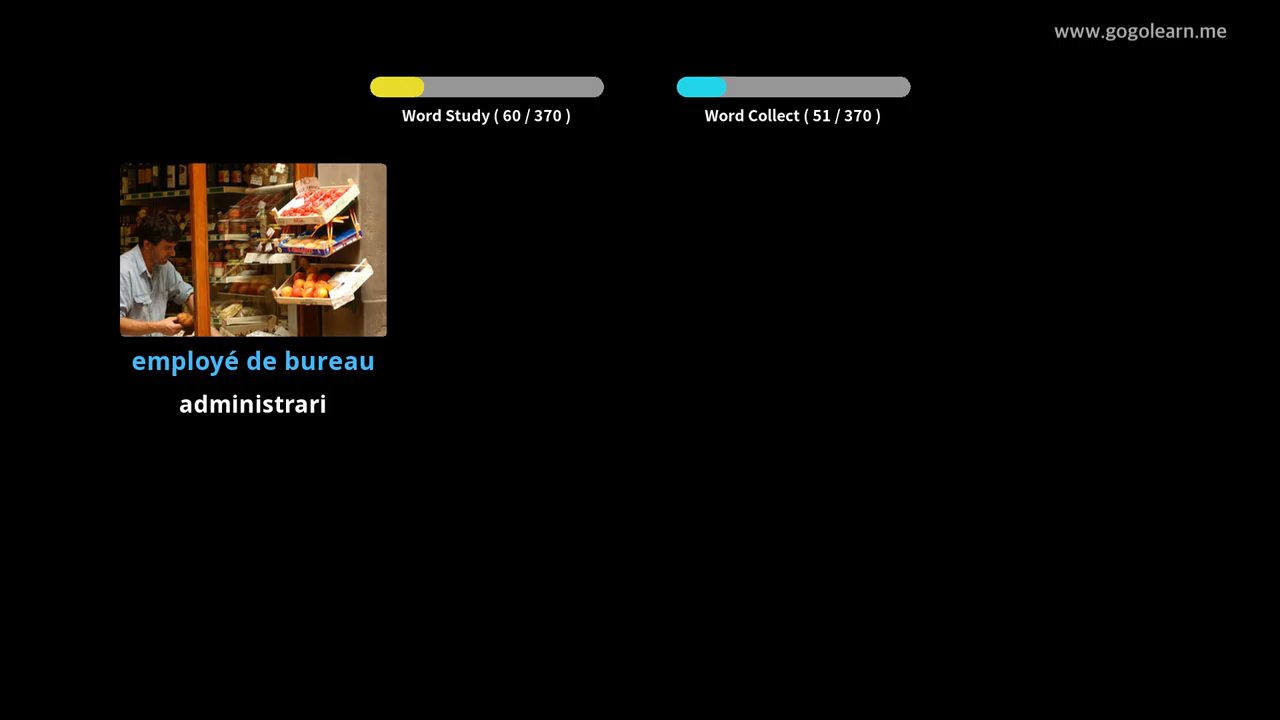 www.gogolearn.me
Word Study ( 60 / 370 )
Word Collect ( 51 / 370 )
employé de bureau
administrari